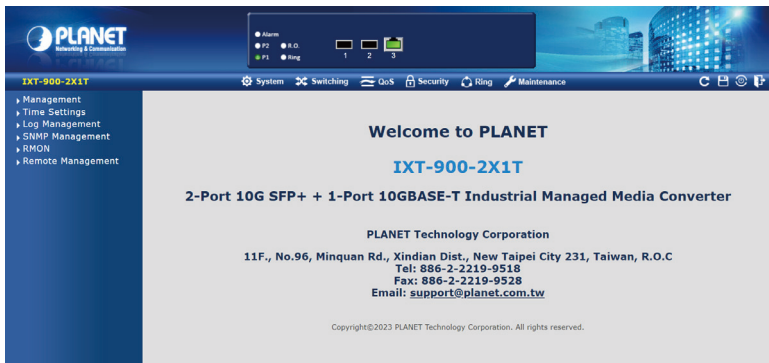 PLANET
Networking & Communication
Alarm
P2 R.O.
P1 Ring
1 2 3
IXT-900-2X1T
System Switching QoS Security Ring Maintenance
Management
Time Settings
Log Management
SNMP Management
RMON
Remote Management
Welcome to PLANET
IXT-900-2X1T
2-Port 10G SFP+ + 1-Port 10GBASE-T Industrial Managed Media Converter
PLANET Technology Corporation
11F., No.96, Minquan Rd., Xindian Dist., New Taipei City 231, Taiwan, R.O.C
Tel: 886-2-2219-9518
Fax: 886-2-2219-9528
Email: support@planet.com.tw
Copyright©2023 PLANET Technology Corporation. All rights reserved.